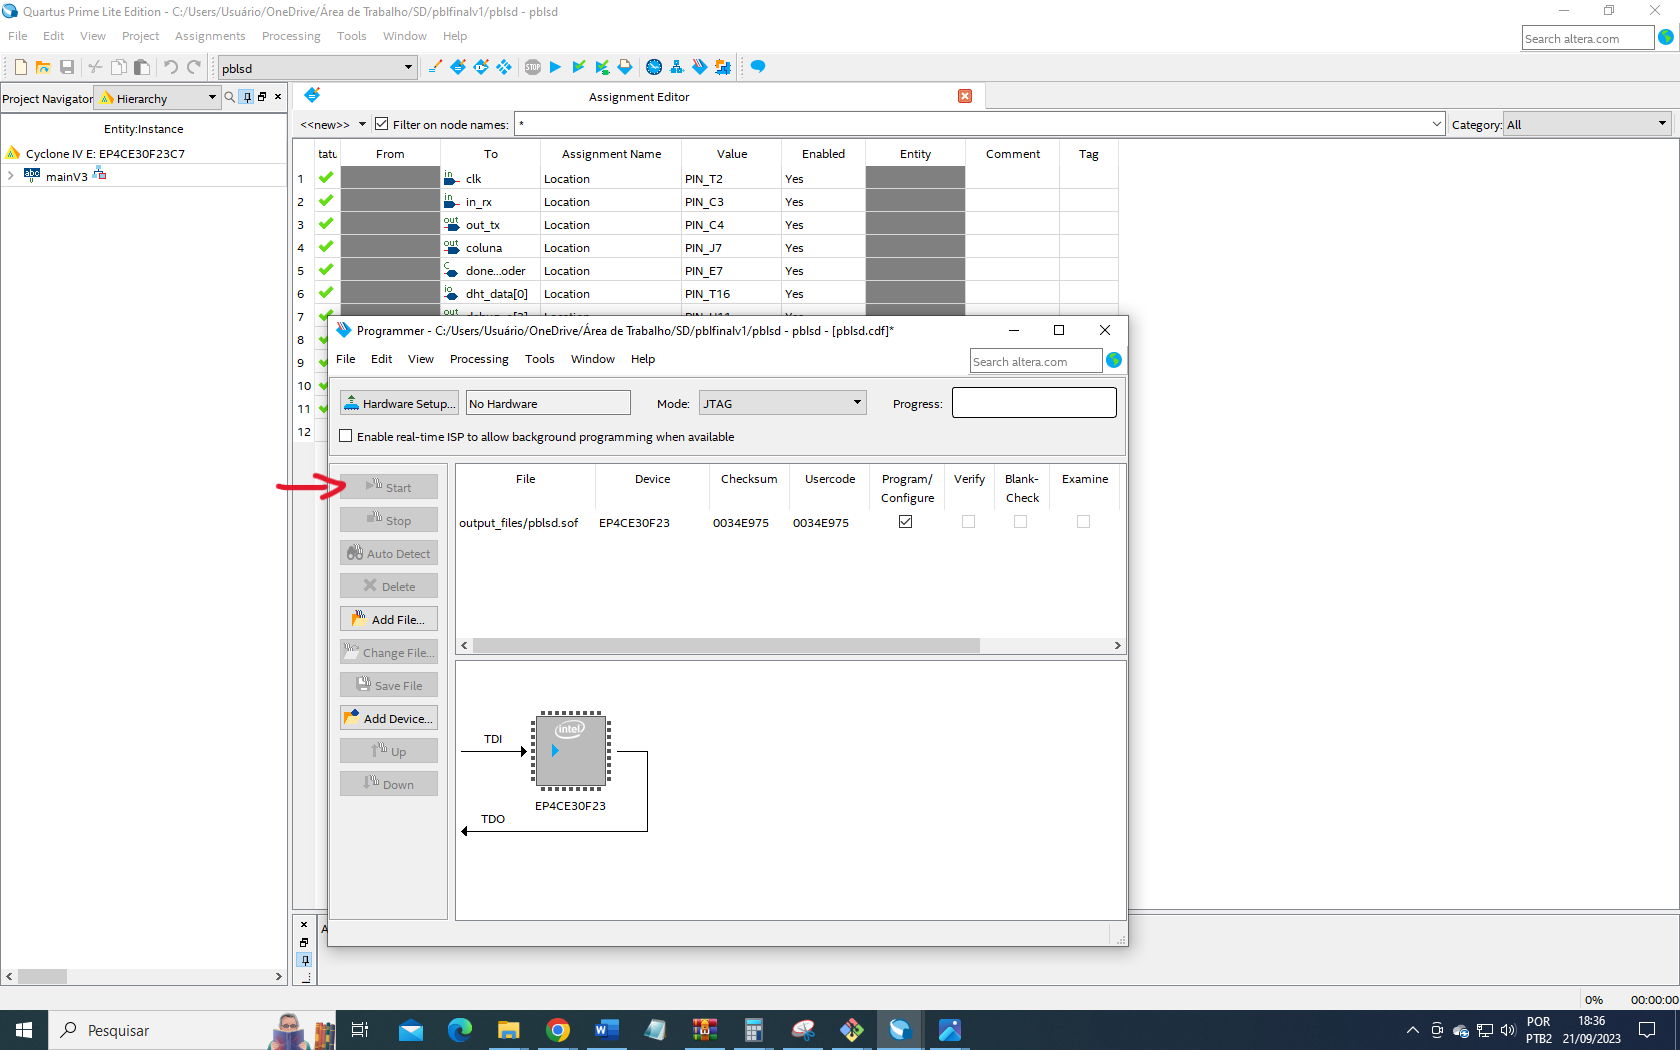 Quartus Prime Lite Edition - C:/Users/Usuário/OneDrive/Área de Trabalho/SD/pblfinalv1/pblsd - pblsd
File Edit View Project Assignments Processing Tools Window Help
Search altera.com
pblsd
STOP
Project Navigator Hierarchy
Assignment Editor
<<new>> Filter on node names: * Category: All
Entity:Instance
Cyclone IV E: EP4CE30F23C7
abc mainV3
tatu From To Assignment Name Value Enabled Entity Comment Tag
1 in clk Location PIN_T2 Yes
2 in in_rx Location PIN_C3 Yes
3 out out_tx Location PIN_C4 Yes
4 out coluna Location PIN_J7 Yes
5 done...oder Location PIN_E7 Yes
6 io dht_data[0] Location PIN_T16 Yes
7 out
8
9
10
11
12
Programmer - C:/Users/Usuário/OneDrive/Área de Trabalho/SD/pblfinalv1/pblsd - pblsd - [pblsd.cdf]*
File Edit View Processing Tools Window Help
Search altera.com
Hardware Setup... No Hardware Mode: JTAG Progress:
Enable real-time ISP to allow background programming when available
Start
Stop
Auto Detect
Delete
Add File...
Change File...
Save File
Add Device...
Up
Down
File Device Checksum Usercode Program/ Configure Verify Blank- Check Examine
output_files/pblsd.sof EP4CE30F23 0034E975 0034E975
TDI
intel
EP4CE30F23
TDO
0% 00:00:00
Pesquisar
POR
PTB2
18:36
21/09/2023